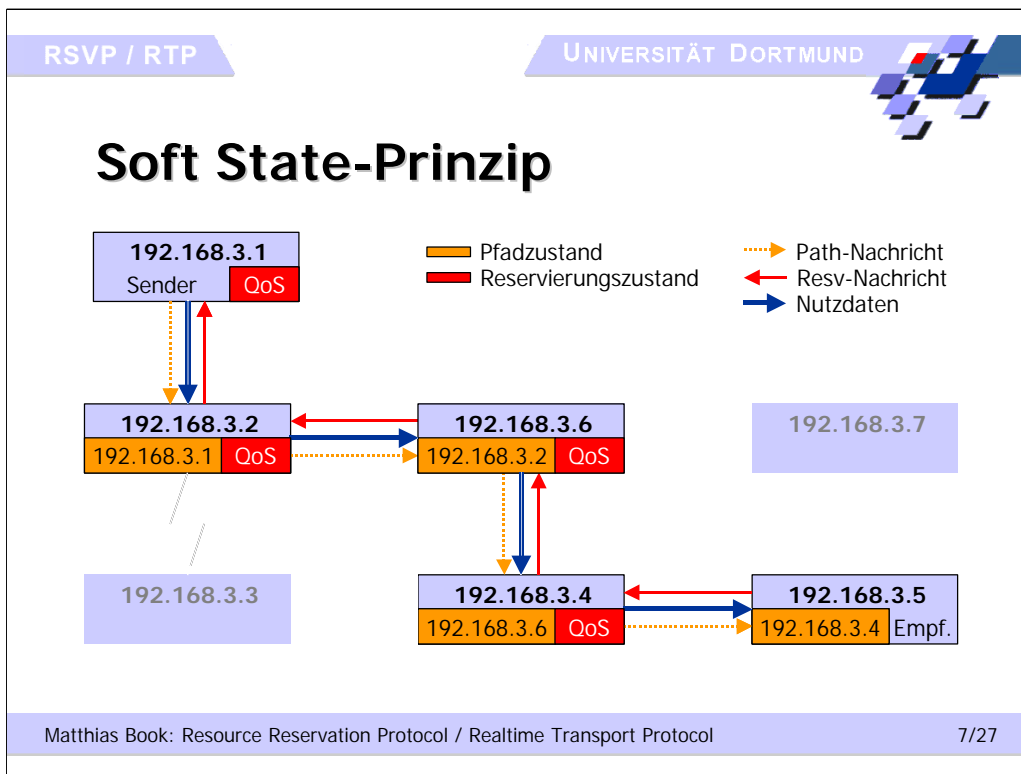 RSVP / RTP
UNIVERSITÄT DORTMUND
Soft State-Prinzip
192.168.3.1
Sender QoS
Pfadzustand
Reservierungszustand
Path-Nachricht
Resv-Nachricht
Nutzdaten
192.168.3.2
192.168.3.1 QoS
192.168.3.6
192.168.3.2 QoS
192.168.3.7
192.168.3.3
192.168.3.4
192.168.3.6 QoS
192.168.3.5
192.168.3.4 Empf.
Matthias Book: Resource Reservation Protocol / Realtime Transport Protocol 7/27